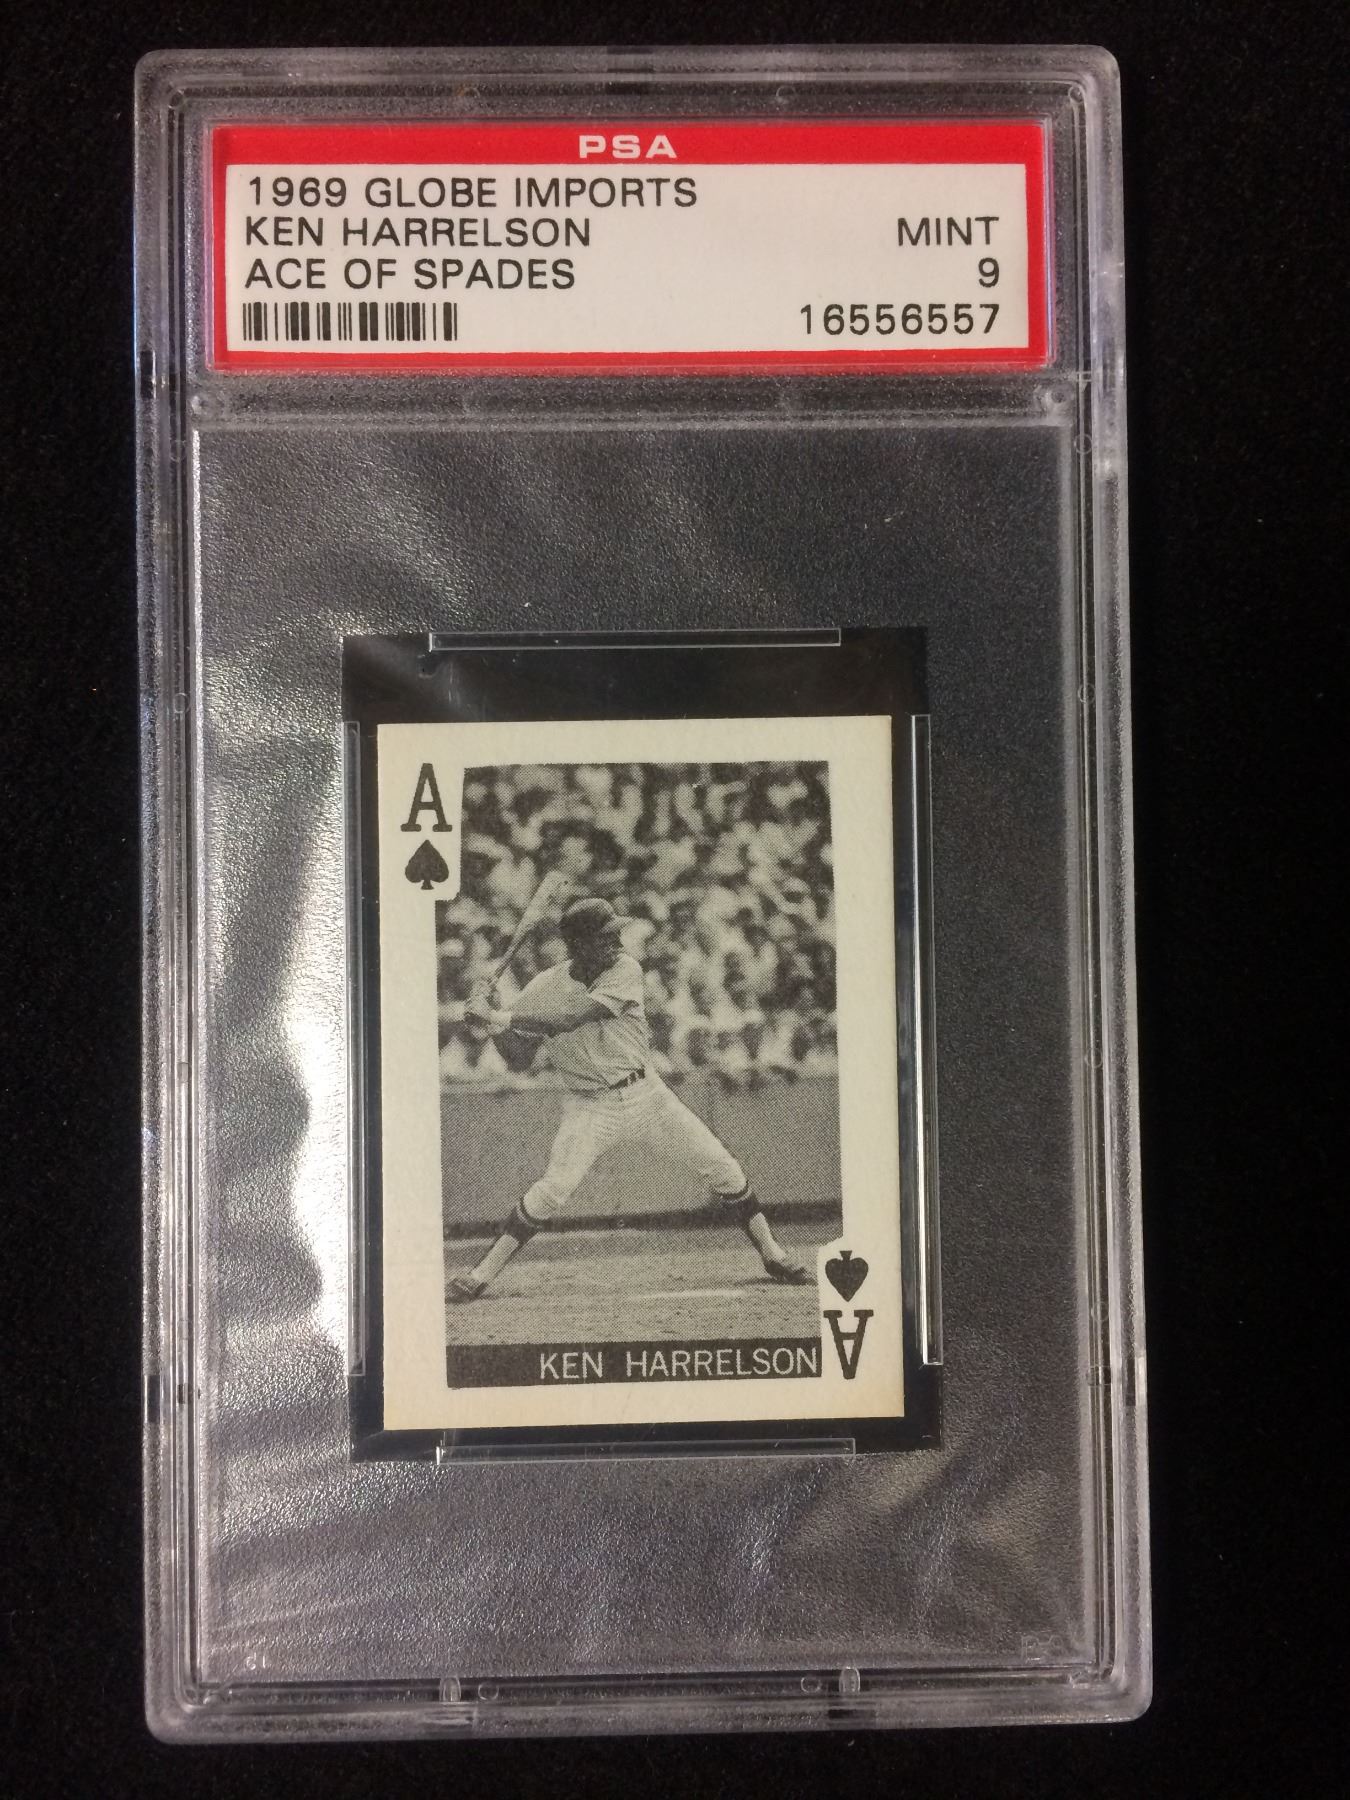 PSA
1969 GLOBE IMPORTS
KEN HARRELSON MINT
ACE OF SPADES 9
16556557
A
KEN HARRELSON
A